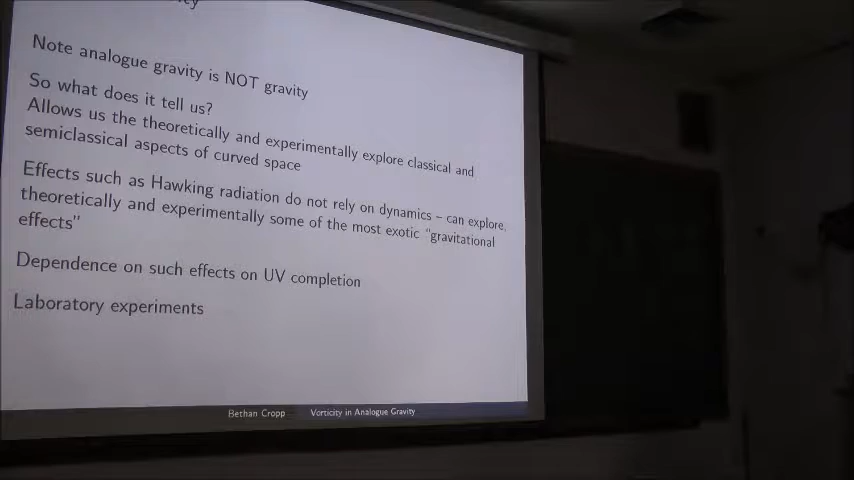 Note analogue gravity is NOT gravity
So what does it tell us?
Allows us the theoretically and experimentally explore classical and
semiclassical aspects of curved space
Effects such as Hawking radiation do not rely on dynamics – can explore,
theoretically and experimentally some of the most exotic "gravitational
effects"
Dependence on such effects on UV completion
Laboratory experiments
Bethan Cropp Vorticity in Analogue Gravity